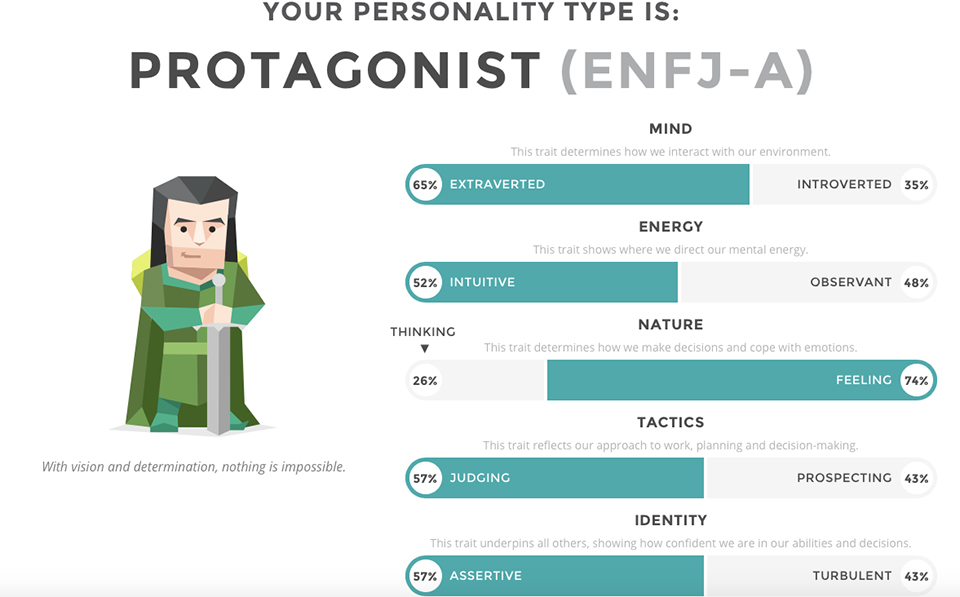 YOUR PERSONALITY TYPE IS:
PROTAGONIST (ENFJ-A)
MIND
This trait determines how we interact with our environment.
65% EXTRAVERTED INTROVERTED 35%
ENERGY
This trait shows where we direct our mental energy.
52% INTUITIVE OBSERVANT 48%
NATURE
THINKING
This trait determines how we make decisions and cope with emotions.
26% FEELING 74%
TACTICS
This trait reflects our approach to work, planning and decision-making.
57% JUDGING PROSPECTING 43%
IDENTITY
This trait underpins all others, showing how confident we are in our abilities and decisions.
57% ASSERTIVE TURBULENT 43%
With vision and determination, nothing is impossible.